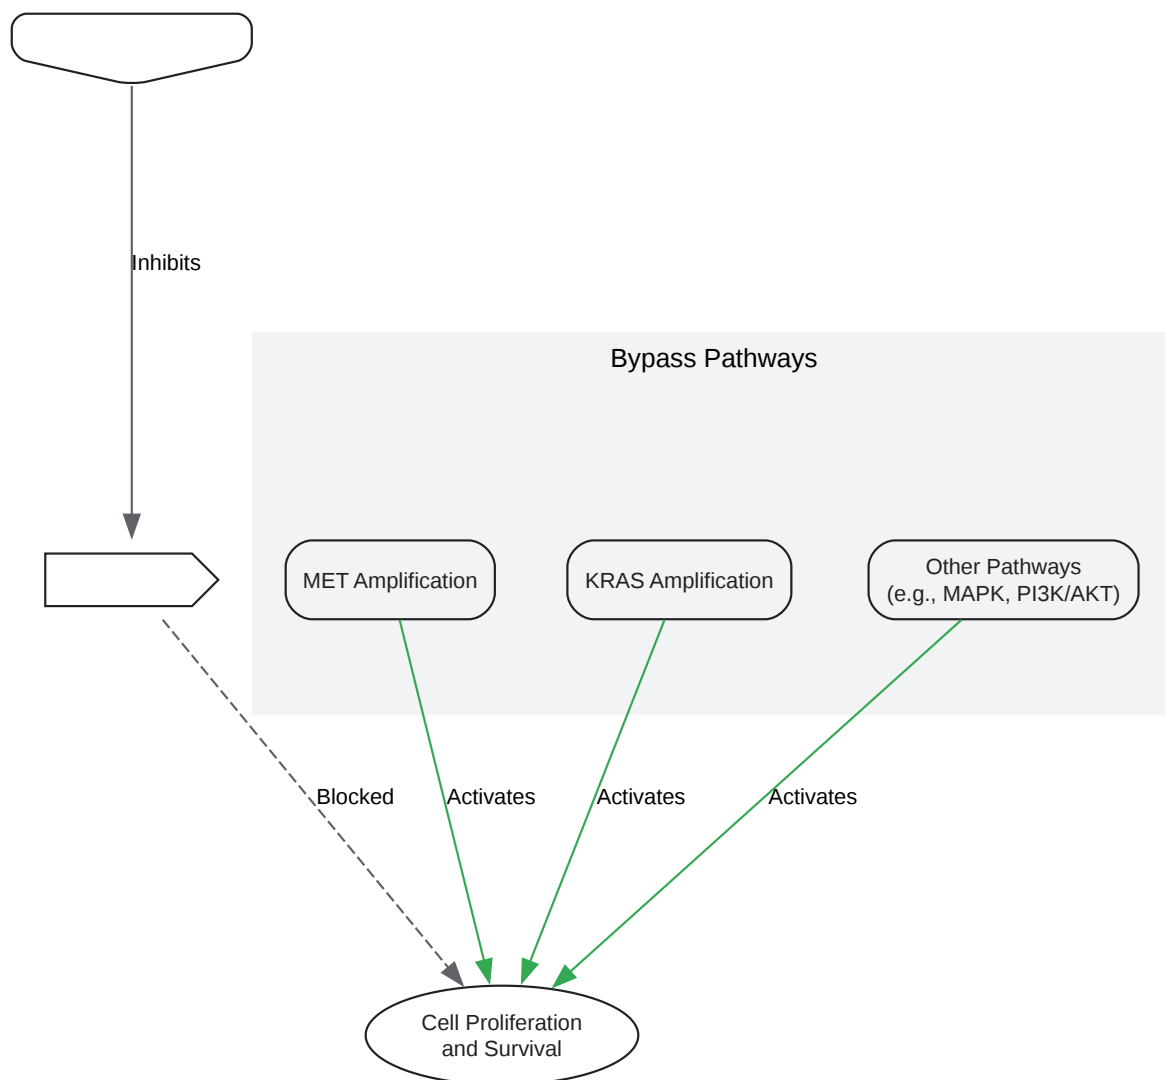 Inhibits
Bypass Pathways
MET Amplification
KRAS Amplification
Other Pathways
(e.g., MAPK, PI3K/AKT)
Blocked
Activates
Activates
Activates
Cell Proliferation
and Survival